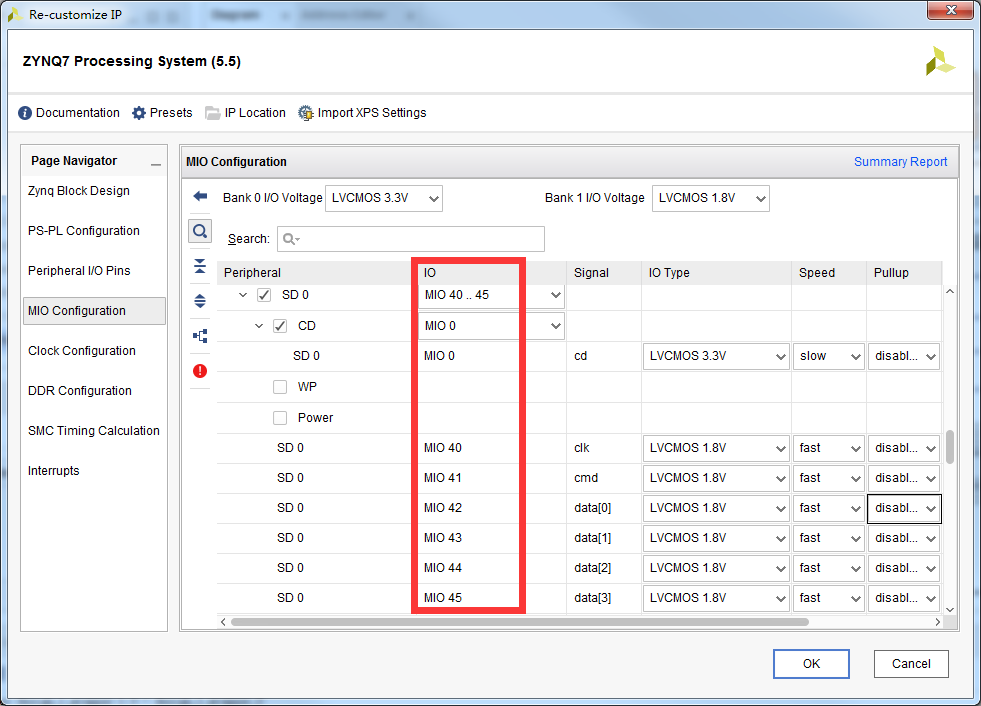 Re-customize IP
ZYNQ7 Processing System (5.5)
Documentation Presets IP Location Import XPS Settings
Page Navigator
Zynq Block Design
PS-PL Configuration
Peripheral I/O Pins
MIO Configuration
Clock Configuration
DDR Configuration
SMC Timing Calculation
Interrupts
MIO Configuration Summary Report
Bank 0 I/O Voltage LVCMOS 3.3V Bank 1 I/O Voltage LVCMOS 1.8V
Search:
Peripheral IO Signal IO Type Speed Pullup
SD 0 MIO 40 .. 45
CD MIO 0
SD 0 MIO 0 cd LVCMOS 3.3V slow disabl...
WP
Power
SD 0 MIO 40 clk LVCMOS 1.8V fast disabl...
SD 0 MIO 41 cmd LVCMOS 1.8V fast disabl...
SD 0 MIO 42 data[0] LVCMOS 1.8V fast disabl...
SD 0 MIO 43 data[1] LVCMOS 1.8V fast disabl...
SD 0 MIO 44 data[2] LVCMOS 1.8V fast disabl...
SD 0 MIO 45 data[3] LVCMOS 1.8V fast disabl...
OK Cancel